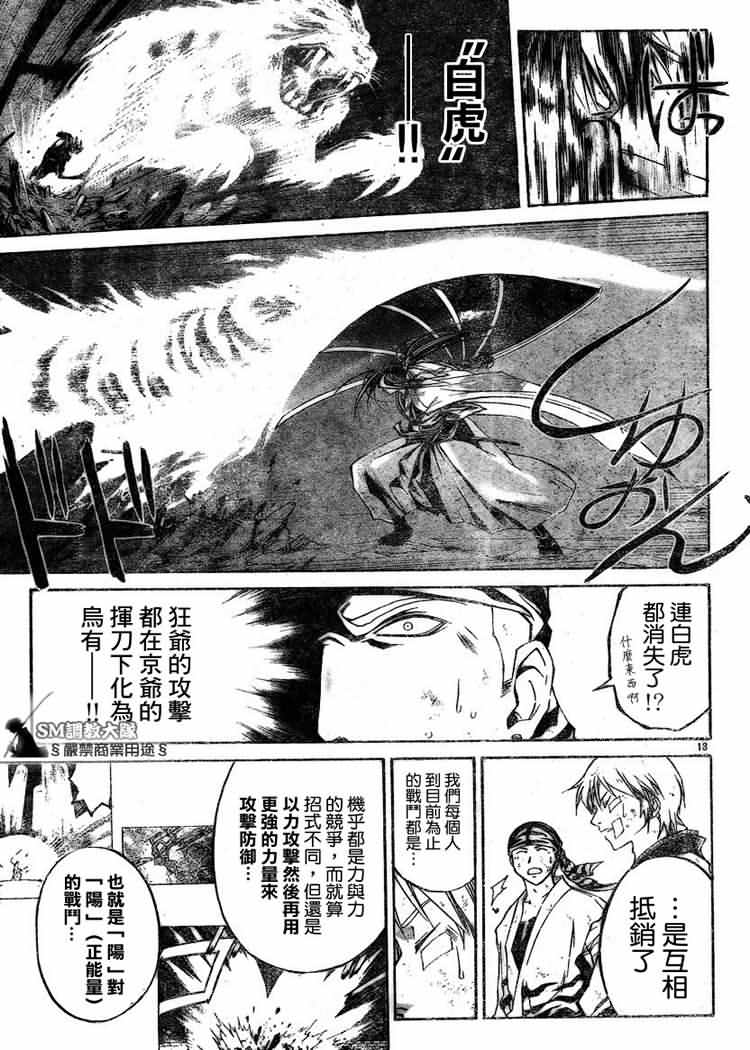 ばおっ
〝白虎〞
——!!
しゅおん
ドドド
連白虎
都消失了!?
什麼東西啊
狂爺的攻擊
都在京爺的
揮刀下化為
烏有——!!
SM調教大隊
§嚴禁商業用途§
13
…是互相
抵銷了
我們每個人
到目前為止
的戰鬥都是…
機乎都是力與力
的競爭，而就算
招式不同，但還是
以力攻擊然後再用
更強的力量來
攻擊防御…
也就是「陽」對
「陽」（正能量）
的戰鬥…